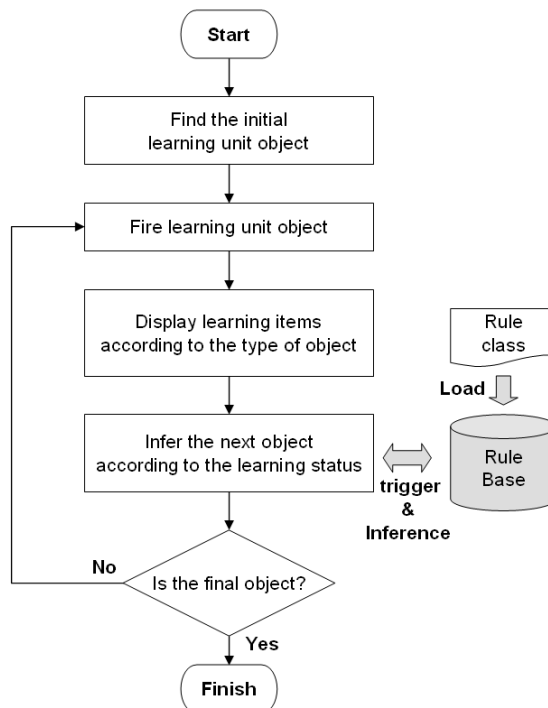 Start
Find the initial
learning unit object
Fire learning unit object
Display learning items
according to the type of object
Rule
class
Load
Infer the next object
according to the learning status
Rule
Base
trigger
&
Inference
No
Is the final object?
Yes
Finish